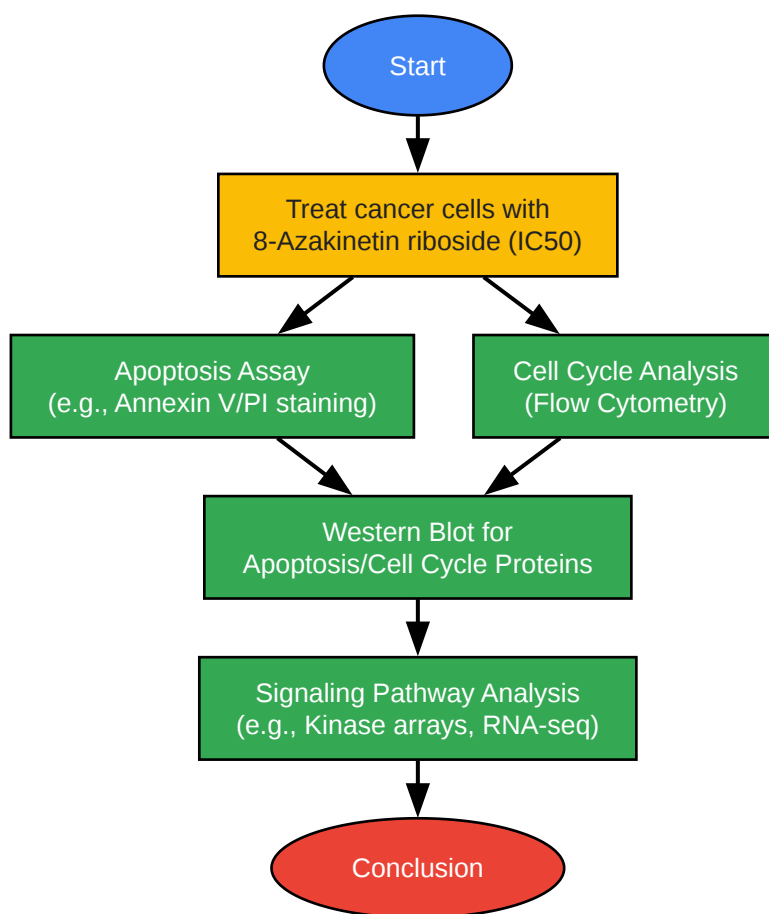 Start
Treat cancer cells with
8-Azakinetin riboside (IC50)
Apoptosis Assay
(e.g., Annexin V/PI staining)
Cell Cycle Analysis
(Flow Cytometry)
Western Blot for
Apoptosis/Cell Cycle Proteins
Signaling Pathway Analysis
(e.g., Kinase arrays, RNA-seq)
Conclusion